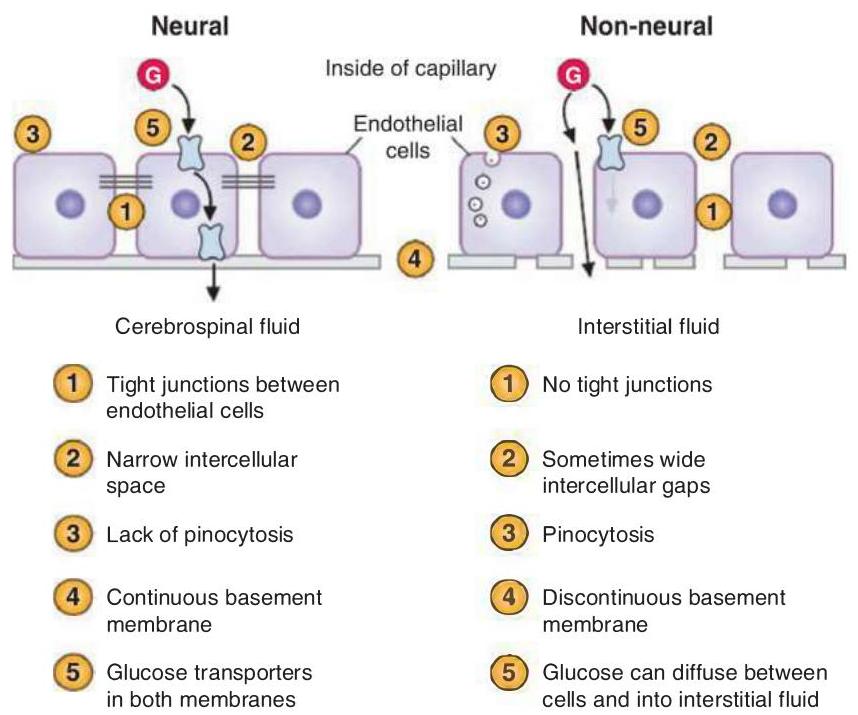 Neural
Non-neural
G
Inside of capillary
G
3
5
2
Endothelial
cells
3
5
2
1
1
4
Cerebrospinal fluid
Interstitial fluid
1 Tight junctions between
endothelial cells
2 Narrow intercellular
space
3 Lack of pinocytosis
4 Continuous basement
membrane
5 Glucose transporters
in both membranes
1 No tight junctions
2 Sometimes wide
intercellular gaps
3 Pinocytosis
4 Discontinuous basement
membrane
5 Glucose can diffuse between
cells and into interstitial fluid